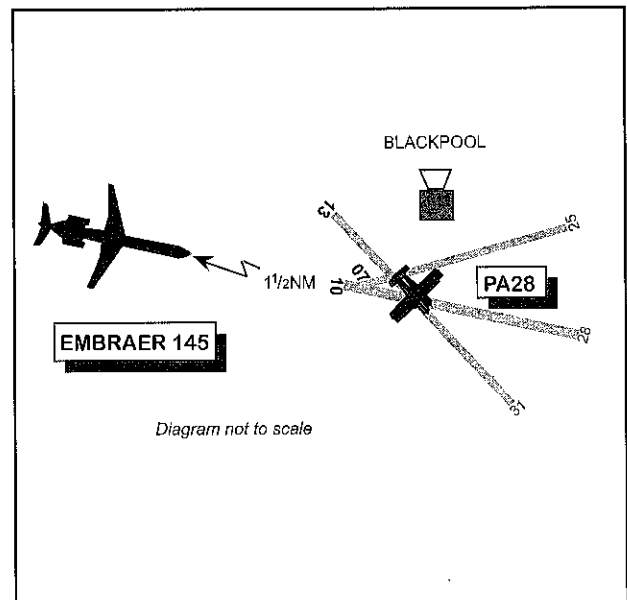 BLACKPOOL
13
25
07
10
1½NM
PA28
28
EMBRAER 145
31
Diagram not to scale